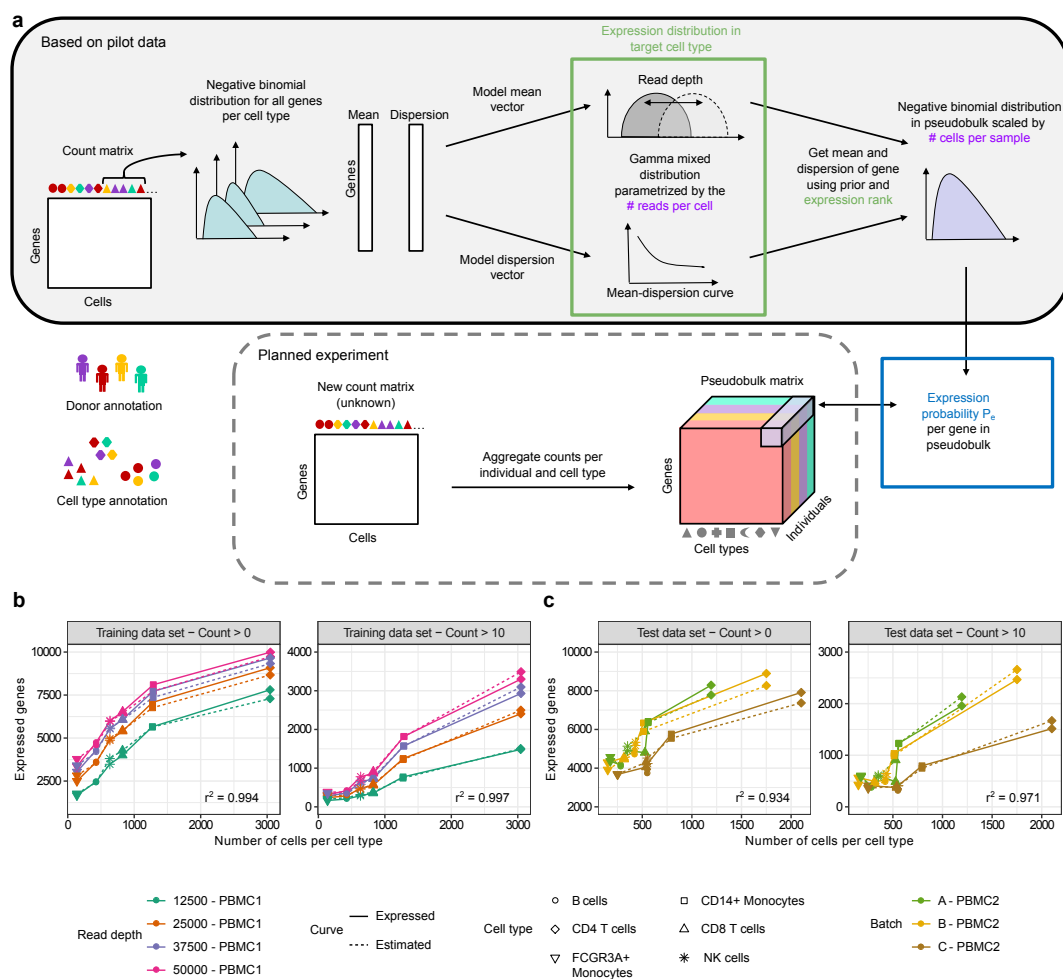 a
Based on pilot data
Expression distribution in
target cell type
Negative binomial
distribution for all genes
per cell type
Count matrix
...
Genes
Cells
Mean
Dispersion
Genes
Model mean
vector
Model dispersion
vector
Read depth
Gamma mixed
distribution
parametrized by the
# reads per cell
Mean-dispersion curve
Get mean and
dispersion of gene
using prior and
expression rank
Negative binomial distribution
in pseudobulk scaled by
# cells per sample
Donor annotation
Cell type annotation
Planned experiment
New count matrix
(unknown)
...
Genes
Cells
Aggregate counts per
individual and cell type
Pseudobulk matrix
Genes
Cell types
Individuals
Expression
probability Pₑ
per gene in
pseudobulk
b
Training data set − Count > 0
Training data set − Count > 10
Expressed genes
10000
7500
5000
2500
0
1000
2000
3000
r² = 0.994
4000
3000
2000
1000
0
0
1000
2000
3000
r² = 0.997
Number of cells per cell type
c
Test data set − Count > 0
Test data set − Count > 10
Expressed genes
10000
8000
6000
4000
2000
500
1000
1500
2000
r² = 0.934
3000
2000
1000
0
500
1000
1500
2000
r² = 0.971
Number of cells per cell type
Read depth
12500 - PBMC1
25000 - PBMC1
37500 - PBMC1
50000 - PBMC1
Curve
Expressed
Estimated
Cell type
B cells
CD4 T cells
FCGR3A+
Monocytes
CD14+ Monocytes
CD8 T cells
NK cells
Batch
A - PBMC2
B - PBMC2
C - PBMC2